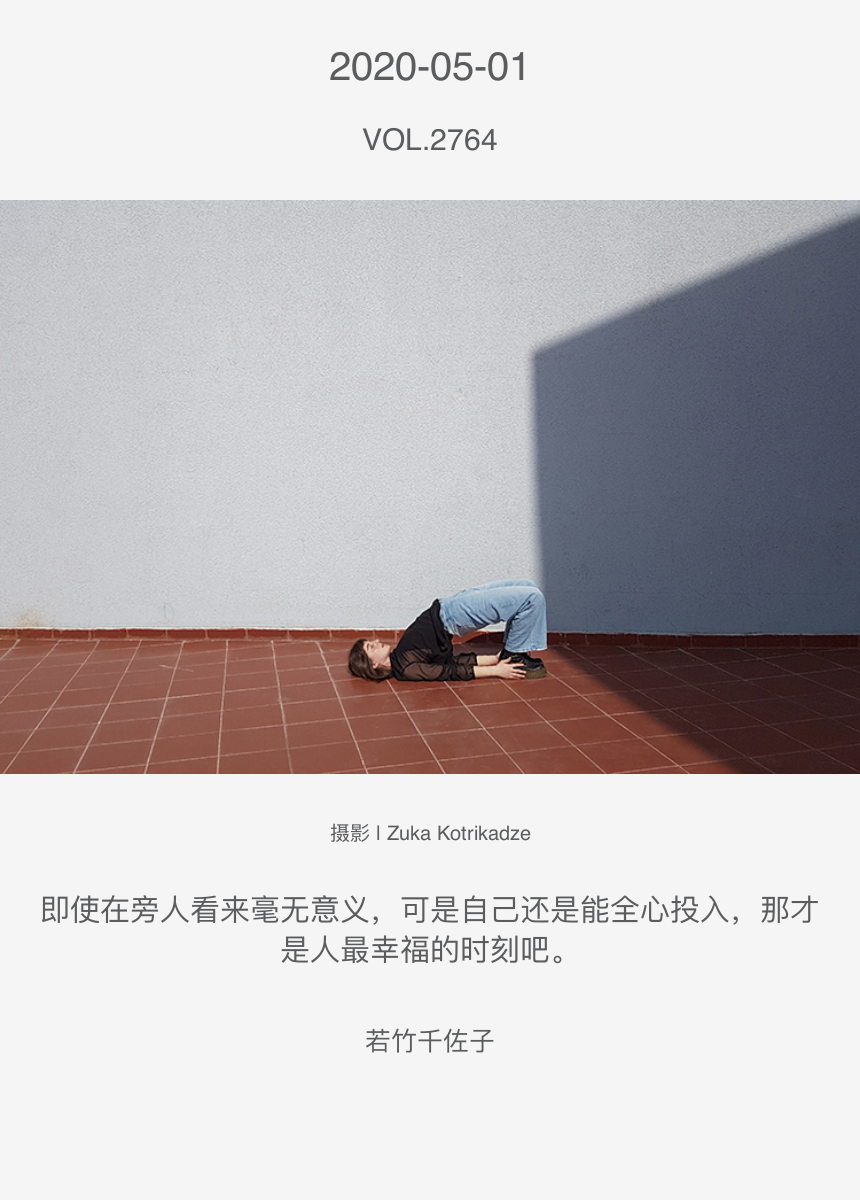 2020-05-01
VOL.2764
摄影 l Zuka Kotrikadze
即使在旁人看来毫无意义，可是自己还是能全心投入，那才
是人最幸福的时刻吧。
若竹千佐子